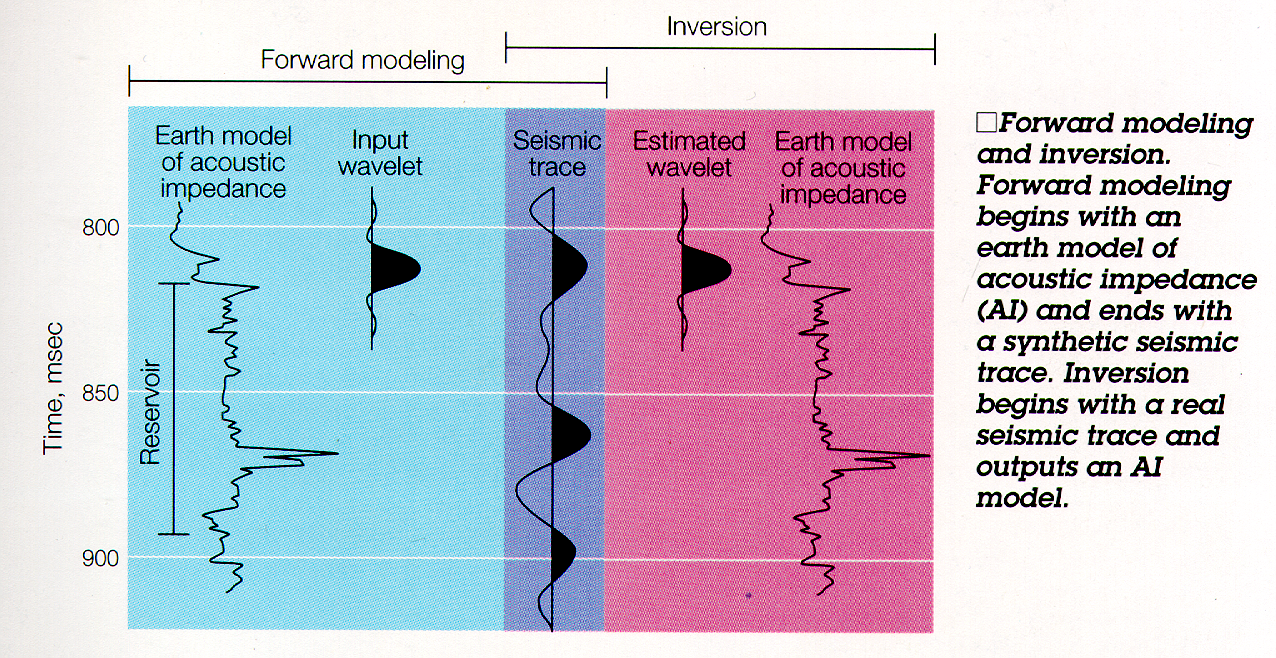 Inversion
Forward modeling
Earth model
of acoustic
impedance
Input
wavelet
Seismic
trace
Estimated
wavelet
Earth model
of acoustic
impedance
800
850
900
Time, msec
Reservoir
□Forward modeling
and inversion.
Forward modeling
begins with an
earth model of
acoustic impedance
(AI) and ends with
a synthetic seismic
trace. Inversion
begins with a real
seismic trace and
outputs an AI
model.